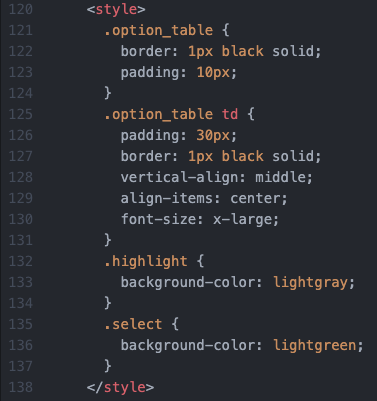 120 <style>
121 .option_table {
122 border: 1px black solid;
123 padding: 10px;
124 }
125 .option_table td {
126 padding: 30px;
127 border: 1px black solid;
128 vertical-align: middle;
129 align-items: center;
130 font-size: x-large;
131 }
132 .highlight {
133 background-color: lightgray;
134 }
135 .select {
136 background-color: lightgreen;
137 }
138 </style>